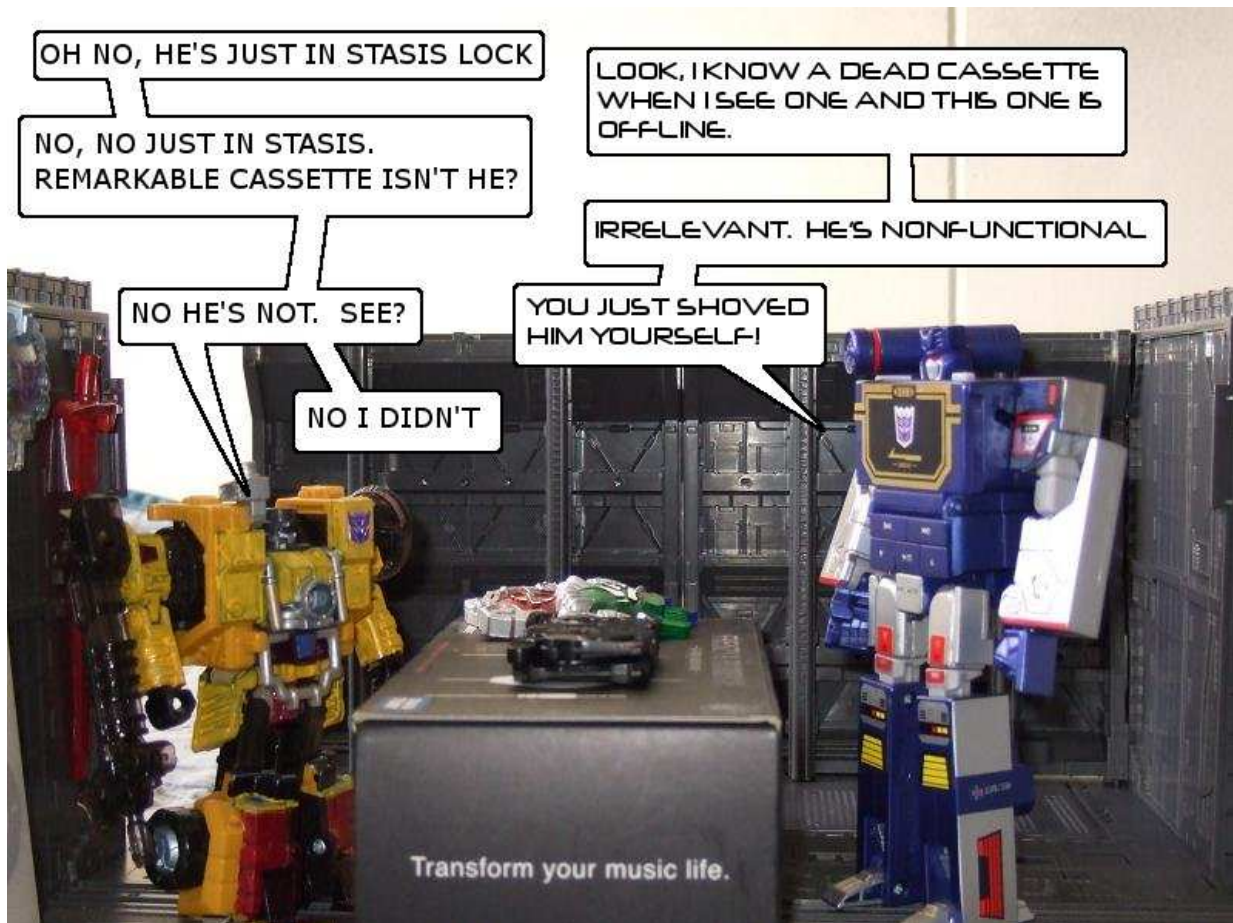 OH NO, HE'S JUST IN STASIS LOCK
LOOK, I KNOW A DEAD CASSETTE
WHEN I SEE ONE AND THIS ONE IS
OFFLINE.
NO, NO JUST IN STASIS.
REMARKABLE CASSETTE ISN'T HE?
IRRELEVANT. HE'S NONFUNCTIONAL
NO HE'S NOT. SEE?
YOU JUST SHOVED
HIM YOURSELF!
NO I DIDN'T
Transform your music life.